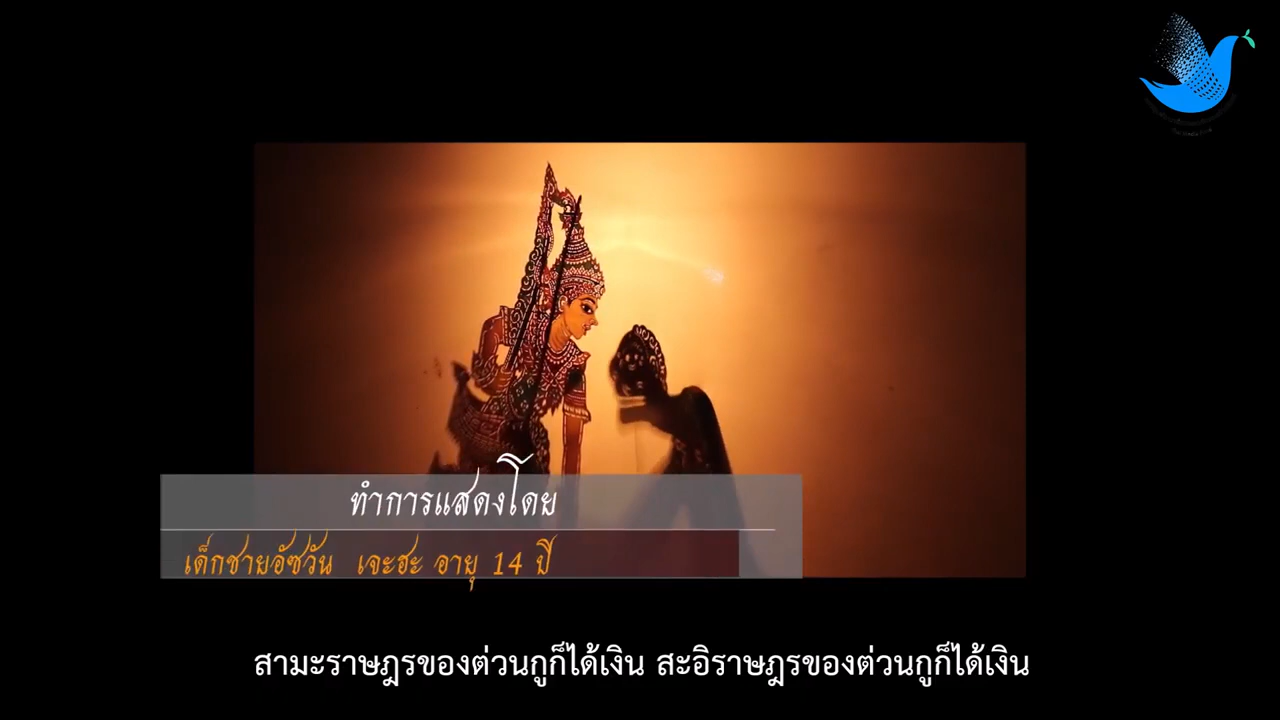 ทำการแสดงโดย
เด็กชายอัซวัน เจะฮะ อายุ 14 ปี
สามะราษฎรของต่วนกูก็ได้เงิน สะอิราษฎรของต่วนกูก็ได้เงิน